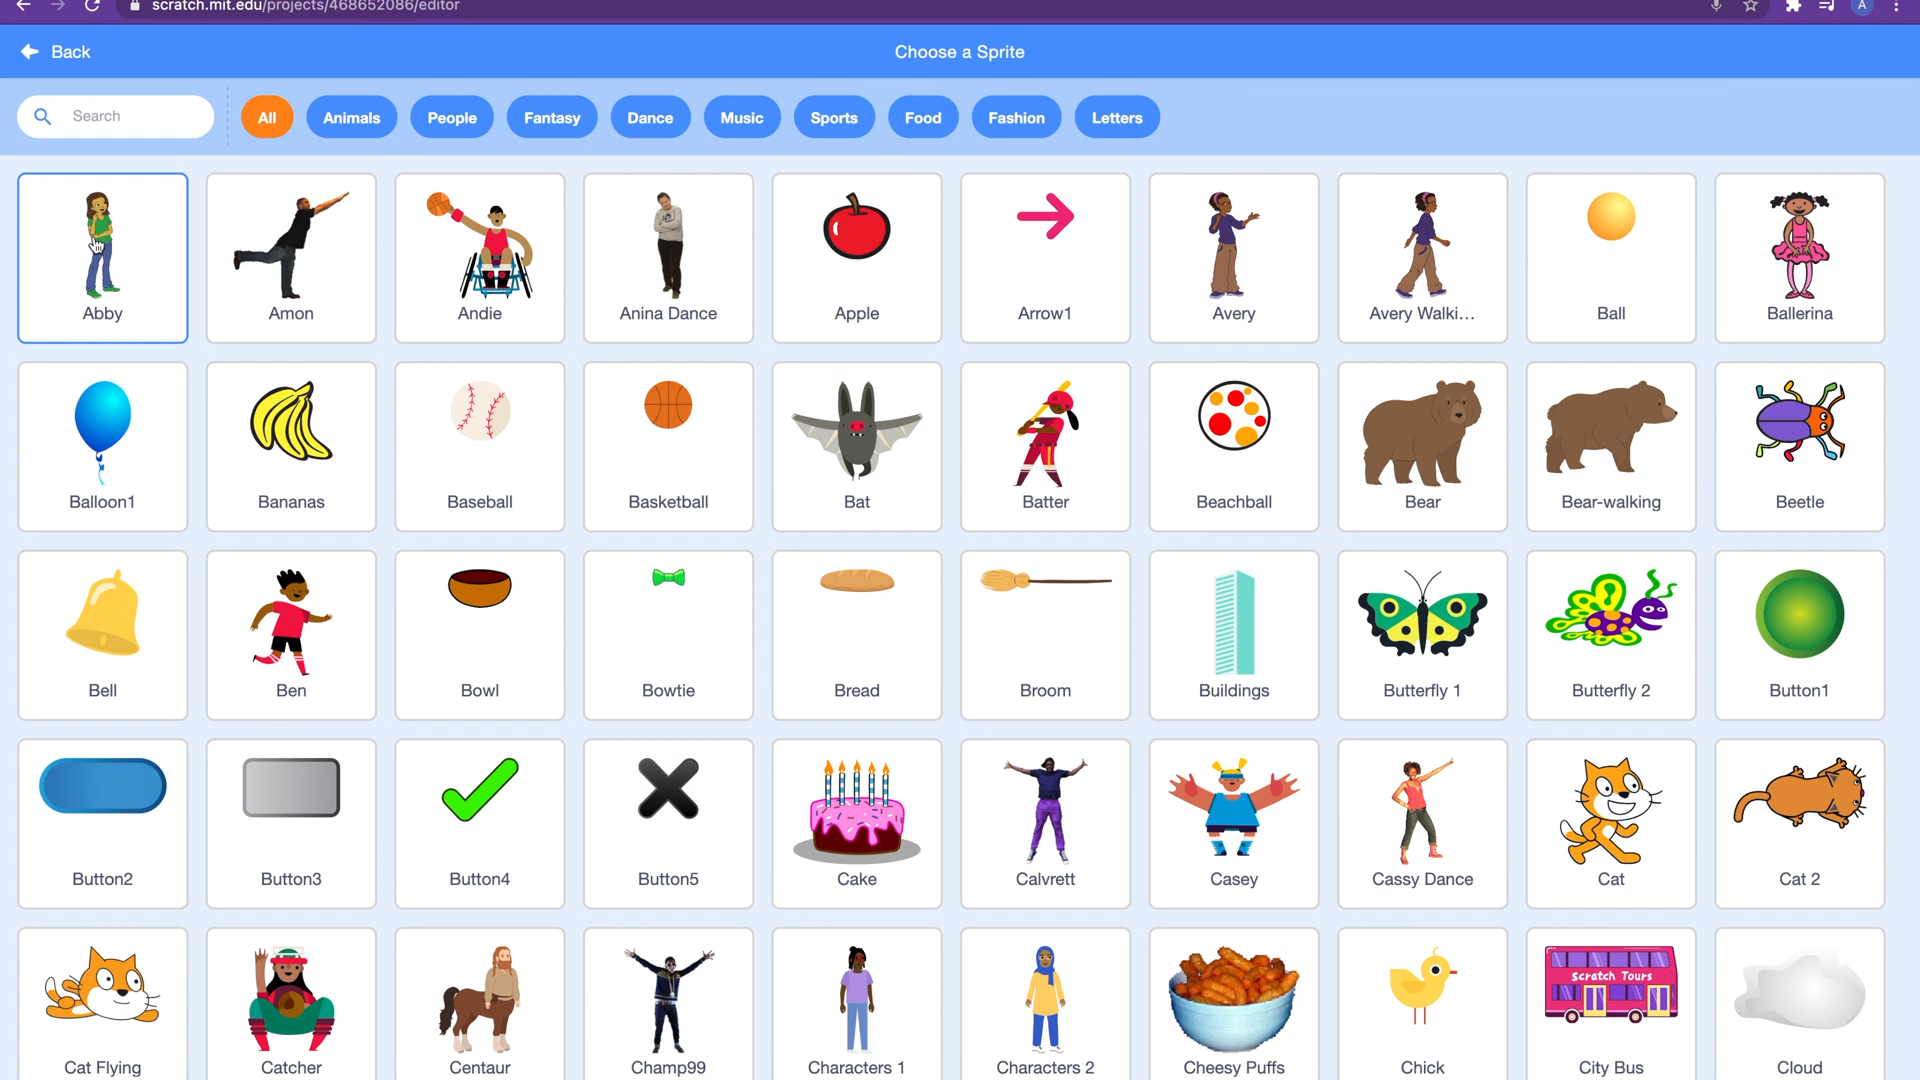 scratch.mit.edu/projects/468652086/editor
A
Back
Choose a Sprite
Search
All
Animals
People
Fantasy
Dance
Music
Sports
Food
Fashion
Letters
Abby
Amon
Andie
Anina Dance
Apple
Arrow1
Avery
Avery Walki...
Ball
Ballerina
Balloon1
Bananas
Baseball
Basketball
Bat
Batter
Beachball
Bear
Bear-walking
Beetle
Bell
Ben
Bowl
Bowtie
Bread
Broom
Buildings
Butterfly 1
Butterfly 2
Button1
Button2
Button3
Button4
Button5
Cake
Calvrett
Casey
Cassy Dance
Cat
Cat 2
Scratch Tours
Cat Flying
Catcher
Centaur
Champ99
Characters 1
Characters 2
Cheesy Puffs
Chick
City Bus
Cloud